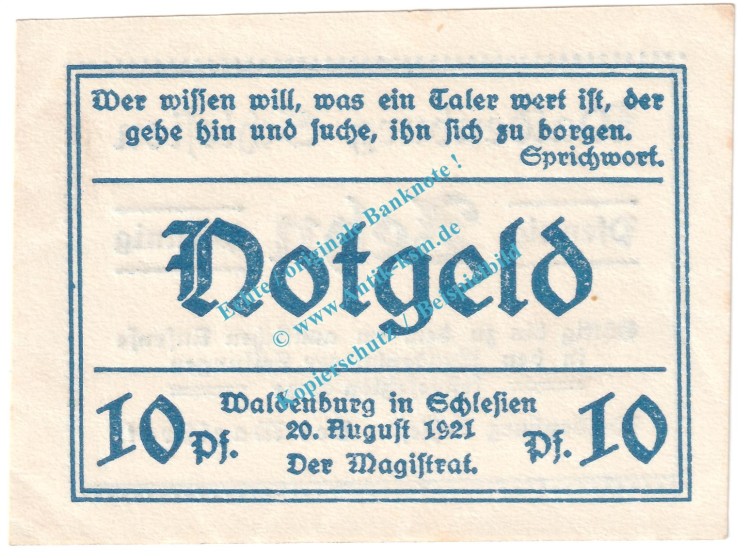 Wer wissen will, was ein Taler wert ist, der
gehe hin und suche, ihn sich zu borgen.
Sprichwort.
Notgeld
Echte / originale Banknote !
© www.Antik-ksm.de
Kopierschutz / Beispielbild
Waldenburg in Schlesien
10 Pf. 20. August 1921 Pf. 10
Der Magistrat.